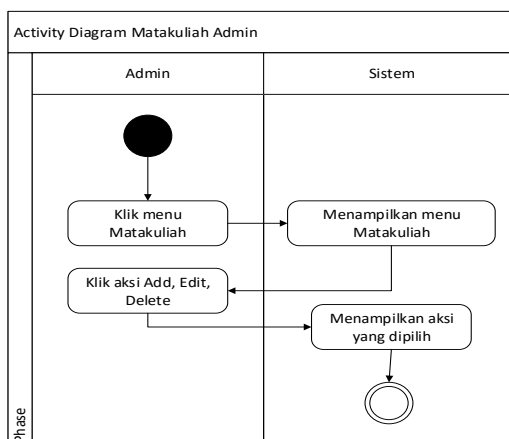 Activity Diagram Matakuliah Admin
Admin
Sistem
Klik menu
Matakuliah
Menampilkan menu
Matakuliah
Klik aksi Add, Edit,
Delete
Menampilkan aksi
yang dipilih
Phase